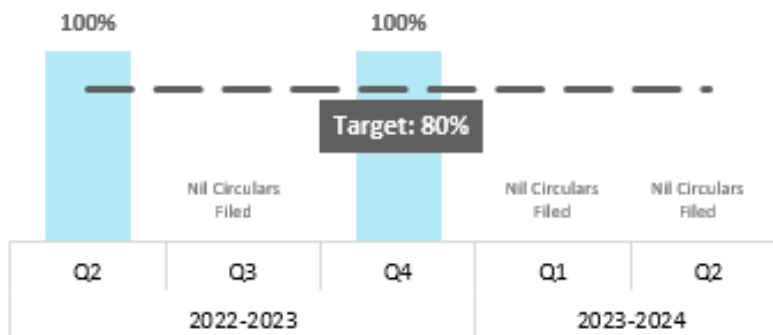 100% 100%
Target: 80%
Nil Circulars Nil Circulars Nil Circulars
Filed Filed Filed
Q2 Q3 Q4 Q1 Q2
2022-2023 2023-2024